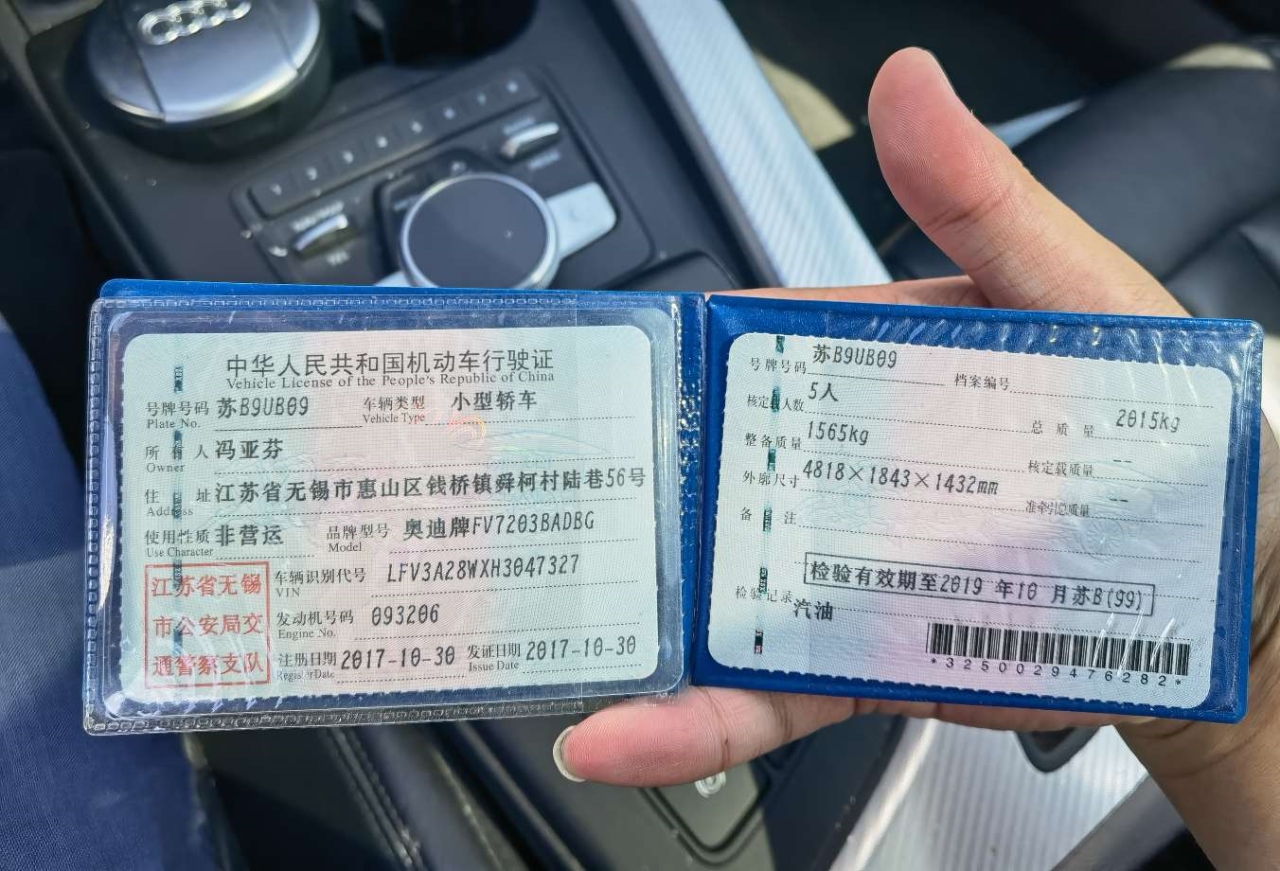 中华人民共和国机动车行驶证
Vehicle License of the People's Republic of China
号牌号码 苏B9UB09 车辆类型 小型轿车
Plate No. Vehicle Type
所有人 冯亚芬
Owner
住址 江苏省无锡市惠山区钱桥镇舜柯村陆巷56号
Address
使用性质 非营运 品牌型号 奥迪牌FV7203BADBG
Use Character Model
江苏省无锡
市公安局交
通警察支队
车辆识别代号 LFV3A28WXH3047327
VIN
发动机号码 093206
Engine No.
注册日期 2017-10-30 发证日期 2017-10-30
Register Date Issue Date
号牌号码 苏B9UB09 档案编号
核定载人数 5人 总质量 2015kg
整备质量 1565kg 核定载质量 --
外廓尺寸 4818×1843×1432mm 准牵引总质量 --
备注
检验有效期至2019 年10 月苏B(99)
检验记录
汽油
*3250029476282*